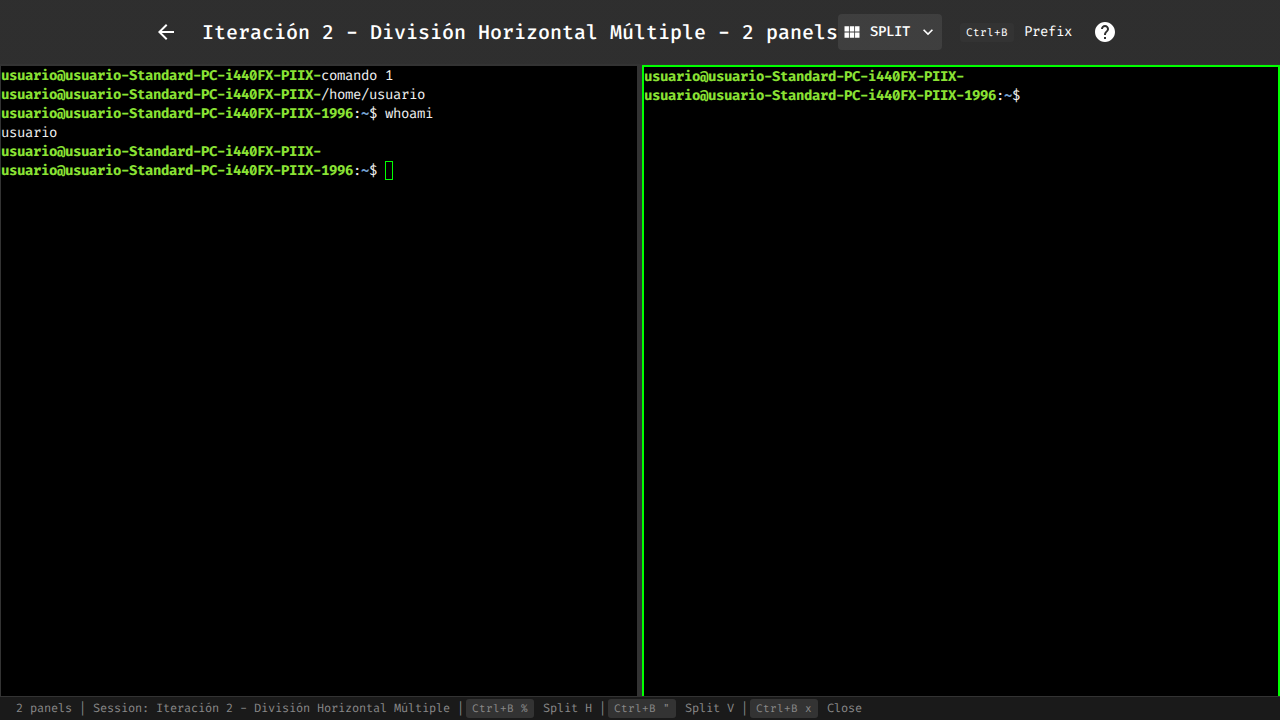 Iteración 2 - División Horizontal Múltiple - 2 panels SPLIT Ctrl+B Prefix
usuario@usuario-Standard-PC-i440FX-PIIX-comando 1
usuario@usuario-Standard-PC-i440FX-PIIX-/home/usuario
usuario@usuario-Standard-PC-i440FX-PIIX-1996:~$ whoami
usuario
usuario@usuario-Standard-PC-i440FX-PIIX-
usuario@usuario-Standard-PC-i440FX-PIIX-1996:~$
usuario@usuario-Standard-PC-i440FX-PIIX-
usuario@usuario-Standard-PC-i440FX-PIIX-1996:~$
2 panels | Session: Iteración 2 - División Horizontal Múltiple | Ctrl+B % Split H | Ctrl+B " Split V | Ctrl+B x Close